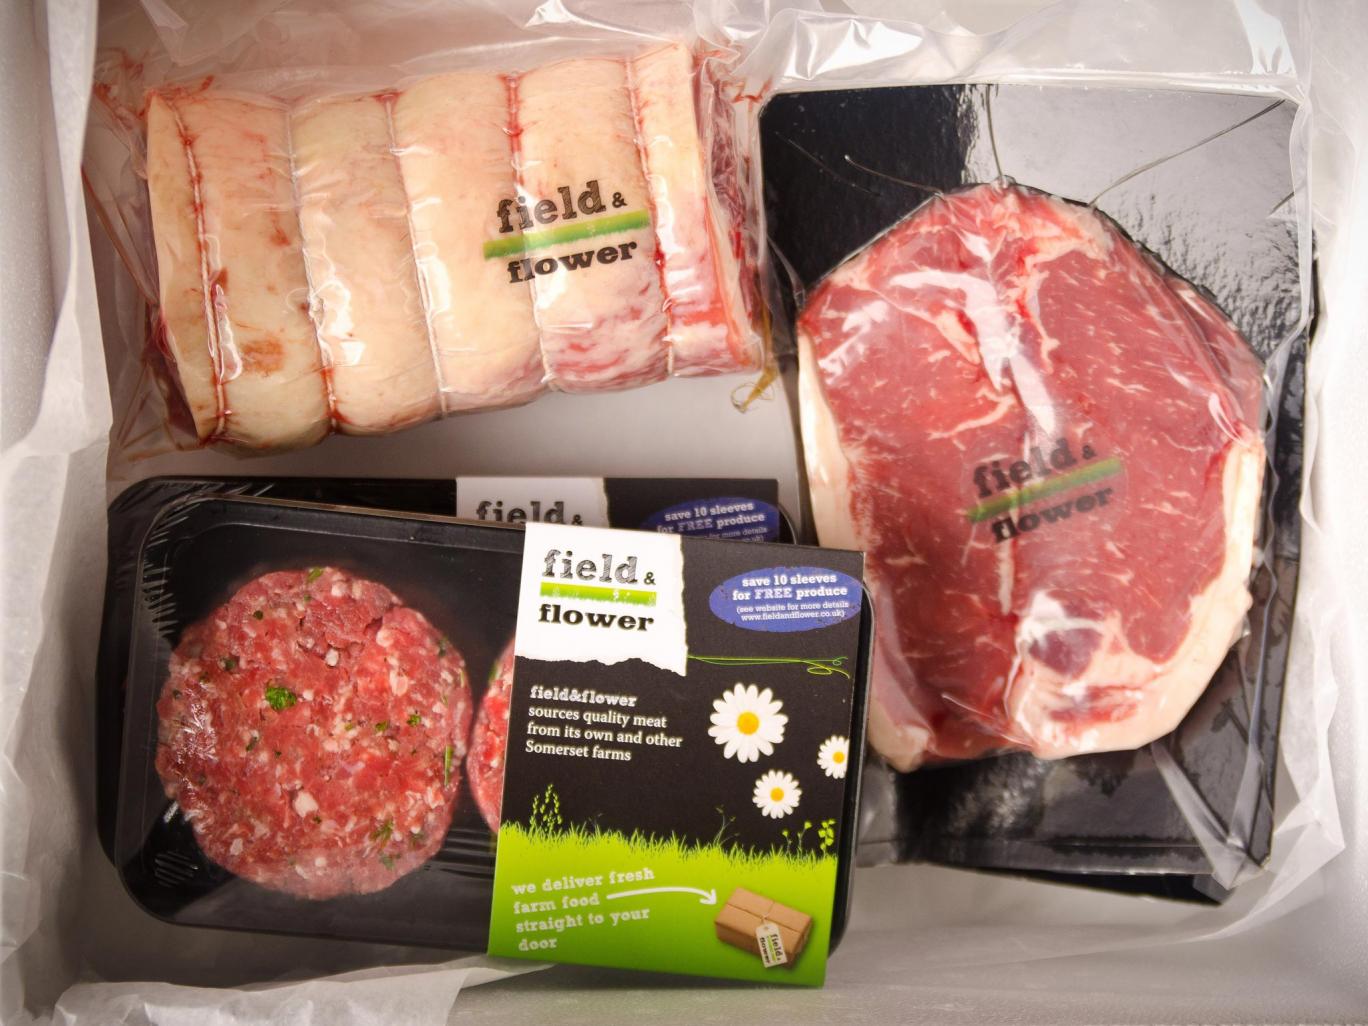 field &
flower
field &
flower
field &
save 10 sleeves
for FREE produce
field &
flower
save 10 sleeves
for FREE produce
(see website for more details
www.fieldandflower.co.uk)
field&flower
sources quality meat
from its own and other
Somerset farms
we deliver fresh
farm food
straight to your
door
field &
flower